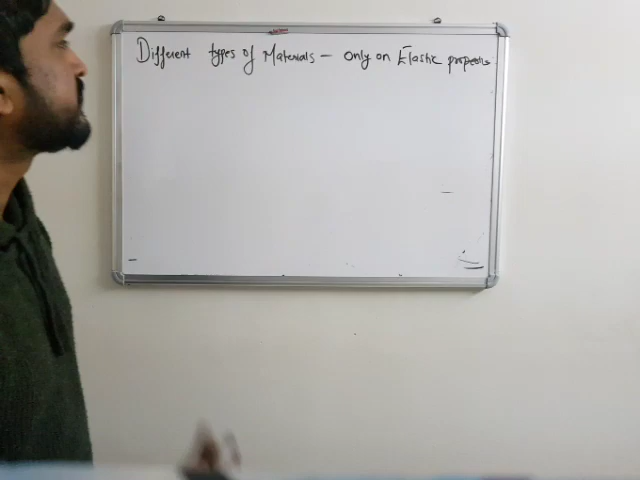 Different types of Materials - only on Elastic properties